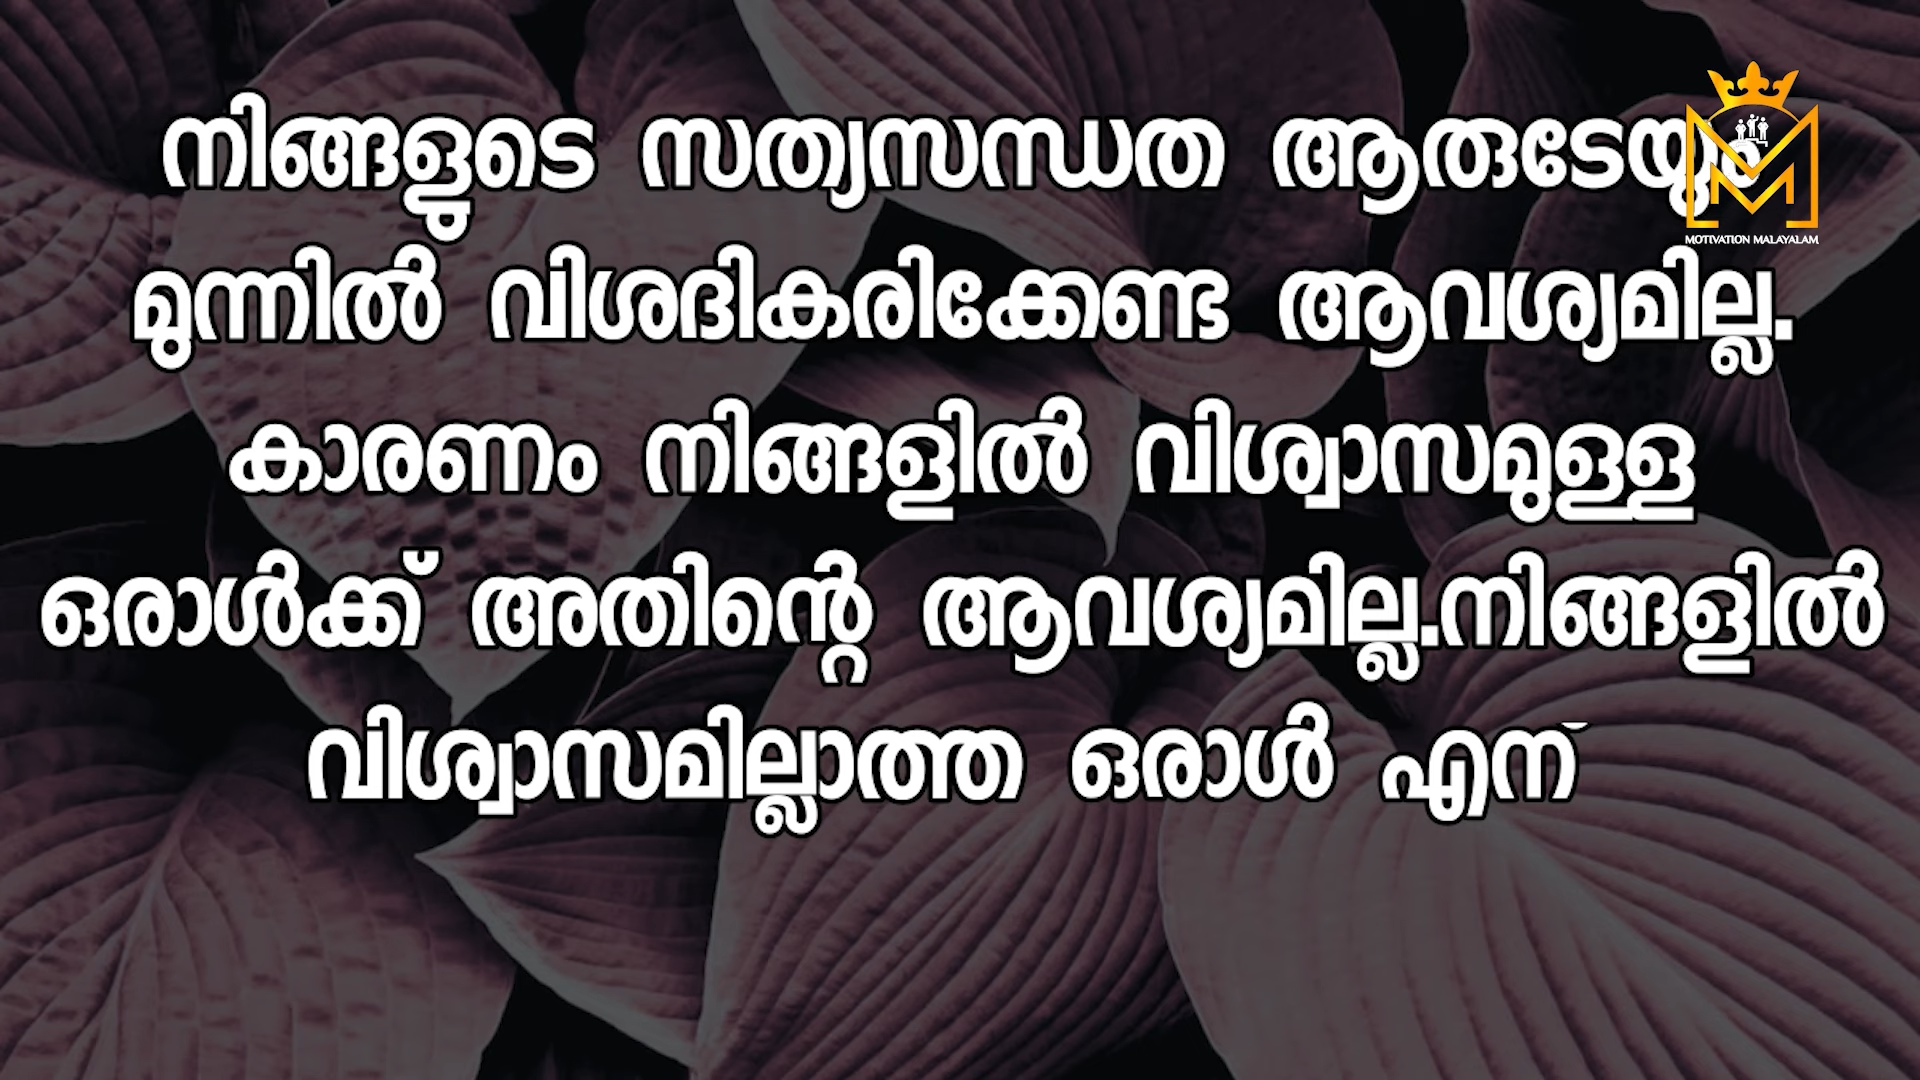 നിങ്ങളുടെ സത്യസന്ധത ആരുടേയും
MOTIVATION MALAYALAM
മുന്നിൽ വിശദികരിക്കേണ്ട ആവശ്യമില്ല.
കാരണം നിങ്ങളിൽ വിശ്വാസമുള്ള
ഒരാൾക്ക് അതിന്റെ ആവശ്യമില്ല.നിങ്ങളിൽ
വിശ്വാസമില്ലാത്ത ഒരാൾ എന്